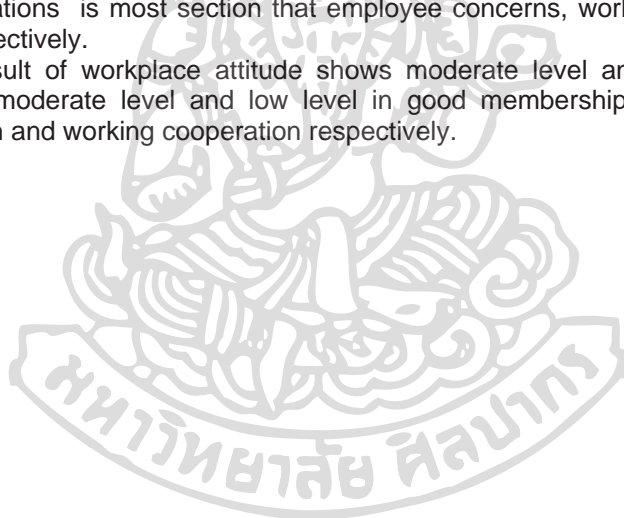 ations is most section that employee concerns, work
ectively.
sult of workplace attitude shows moderate level an
moderate level and low level in good membership
n and working cooperation respectively.
มหาวิทยาลัย ศิลปากร